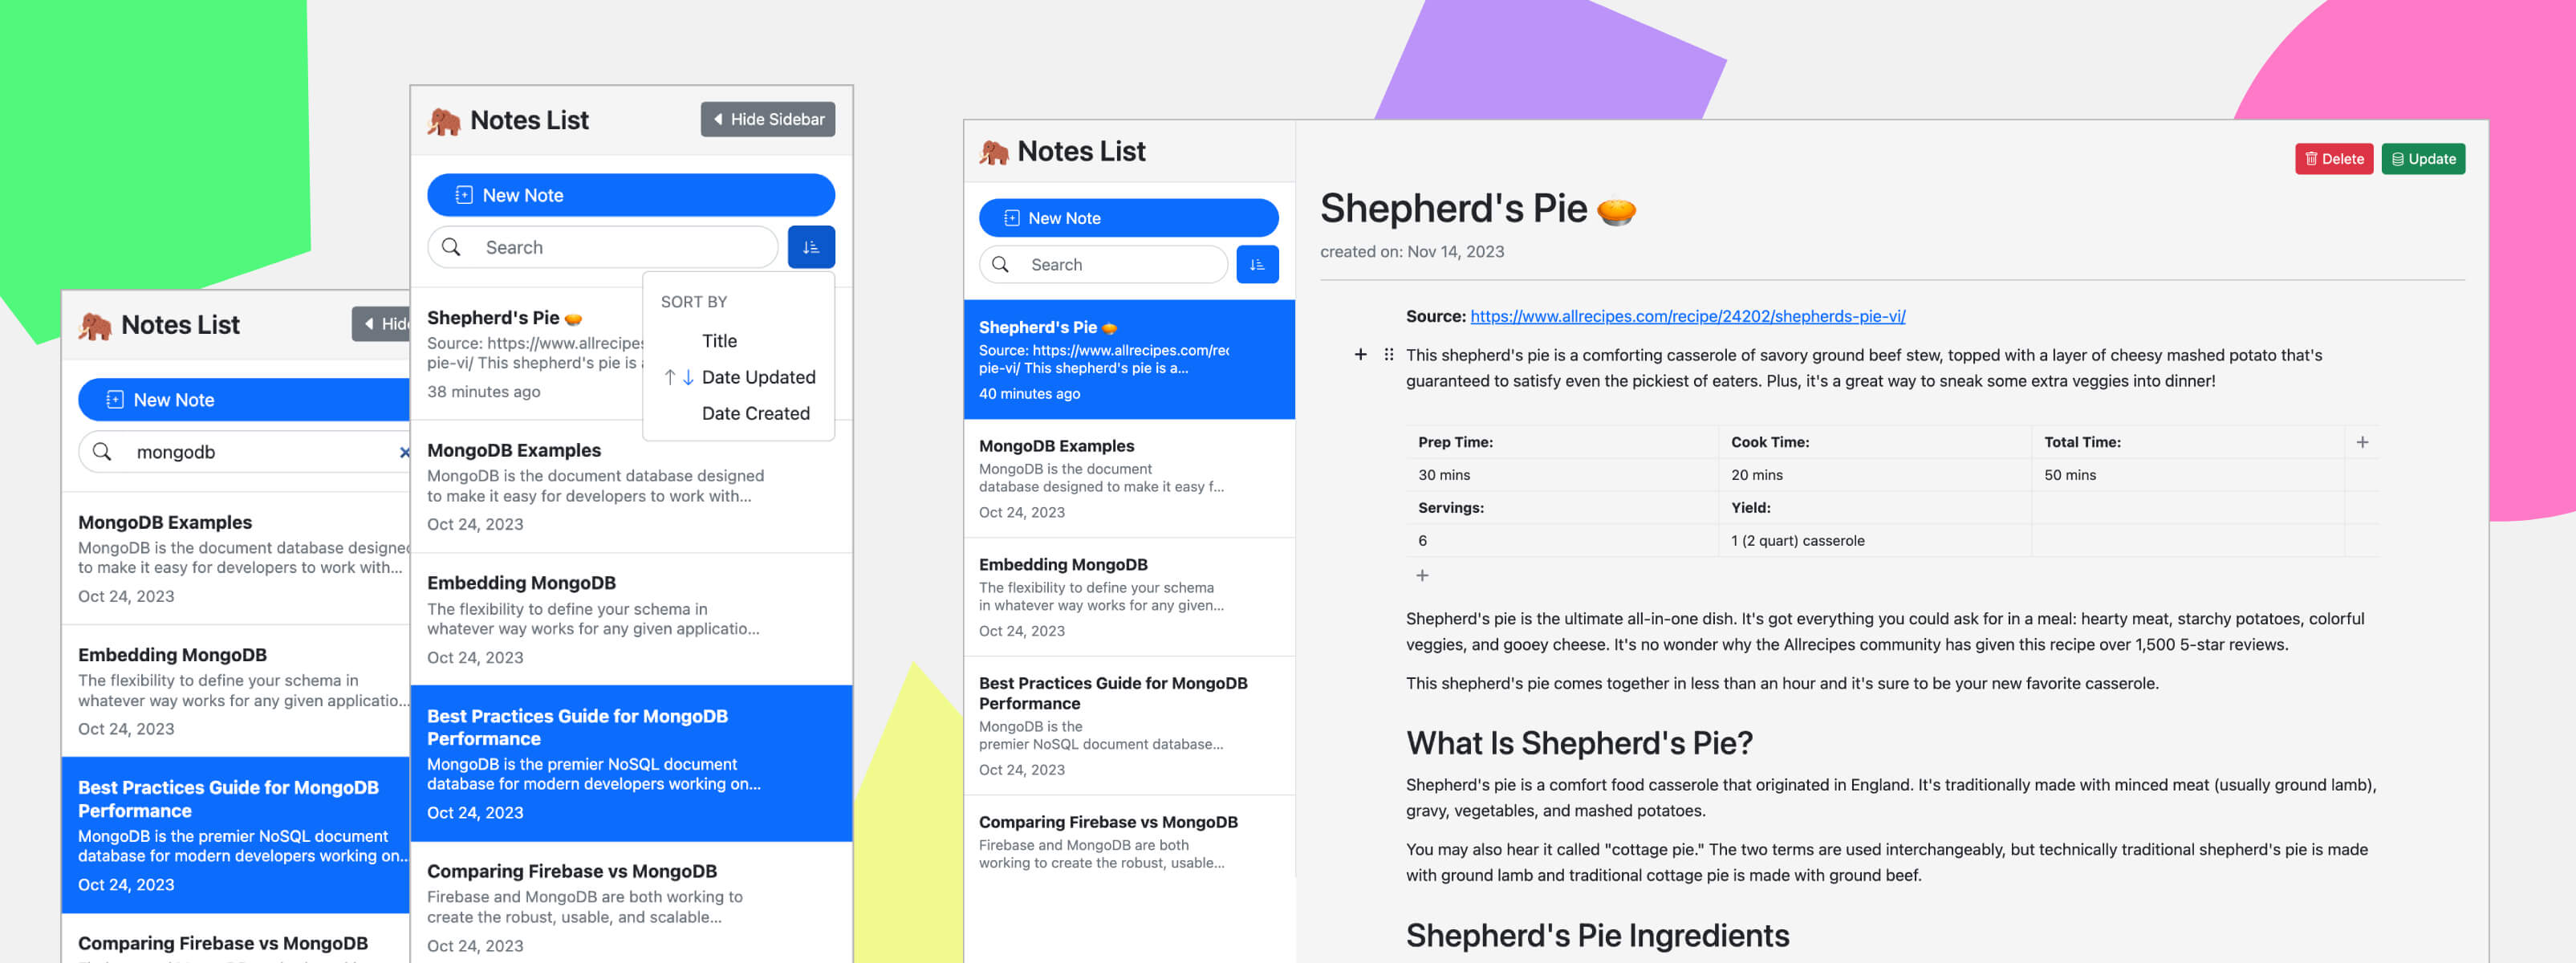 Notes List
Hid
New Note
mongodb
MongoDB Examples
MongoDB is the document database designed
to make it easy for developers to work with...
Oct 24, 2023
Embedding MongoDB
The flexibility to define your schema in
whatever way works for any given applicatio...
Oct 24, 2023
Best Practices Guide for MongoDB
Performance
MongoDB is the premier NoSQL document
database for modern developers working on...
Oct 24, 2023
Comparing Firebase vs MongoDB
Notes List
Hide Sidebar
New Note
Search
SORT BY
Title
↑ ↓ Date Updated
Date Created
Shepherd's Pie 🥧
Source: https://www.allrecipes
pie-vi/ This shepherd's pie is
38 minutes ago
MongoDB Examples
MongoDB is the document database designed
to make it easy for developers to work with...
Oct 24, 2023
Embedding MongoDB
The flexibility to define your schema in
whatever way works for any given applicatio...
Oct 24, 2023
Best Practices Guide for MongoDB
Performance
MongoDB is the premier NoSQL document
database for modern developers working on...
Oct 24, 2023
Comparing Firebase vs MongoDB
Firebase and MongoDB are both working to
create the robust, usable, and scalable...
Oct 24, 2023
Notes List
New Note
Search
Shepherd's Pie 🥧
Source: https://www.allrecipes.com/rec
pie-vi/ This shepherd's pie is a...
40 minutes ago
MongoDB Examples
MongoDB is the document
database designed to make it easy f...
Oct 24, 2023
Embedding MongoDB
The flexibility to define your schema
in whatever way works for any given...
Oct 24, 2023
Best Practices Guide for MongoDB
Performance
MongoDB is the
premier NoSQL document database...
Oct 24, 2023
Comparing Firebase vs MongoDB
Firebase and MongoDB are both
working to create the robust, usable...
Delete
Update
Shepherd's Pie 🥧
created on: Nov 14, 2023
Source: https://www.allrecipes.com/recipe/24202/shepherds-pie-vi/
This shepherd's pie is a comforting casserole of savory ground beef stew, topped with a layer of cheesy mashed potato that's
guaranteed to satisfy even the pickiest of eaters. Plus, it's a great way to sneak some extra veggies into dinner!
Prep Time: Cook Time: Total Time:
30 mins 20 mins 50 mins
Servings: Yield:
6 1 (2 quart) casserole
Shepherd's pie is the ultimate all-in-one dish. It's got everything you could ask for in a meal: hearty meat, starchy potatoes, colorful
veggies, and gooey cheese. It's no wonder why the Allrecipes community has given this recipe over 1,500 5-star reviews.
This shepherd's pie comes together in less than an hour and it's sure to be your new favorite casserole.
What Is Shepherd's Pie?
Shepherd's pie is a comfort food casserole that originated in England. It's traditionally made with minced meat (usually ground lamb),
gravy, vegetables, and mashed potatoes.
You may also hear it called "cottage pie." The two terms are used interchangeably, but technically traditional shepherd's pie is made
with ground lamb and traditional cottage pie is made with ground beef.
Shepherd's Pie Ingredients